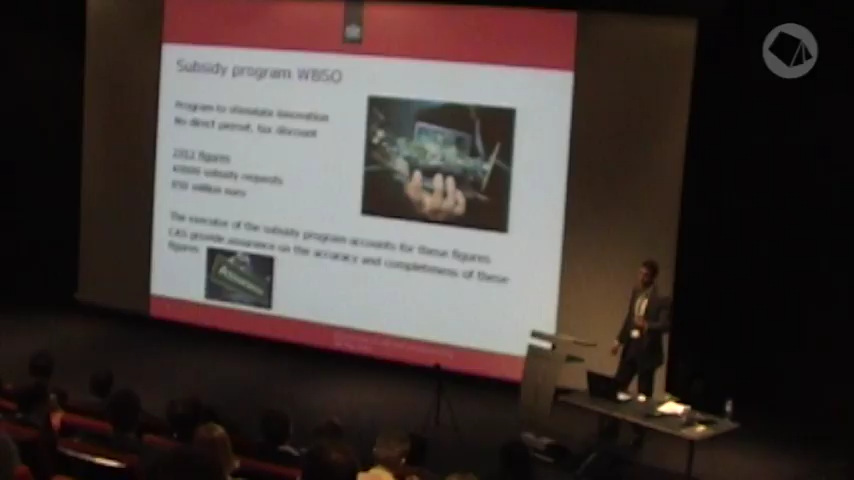 Subsidy program WBSO
Program to stimulate innovation
No direct permit, tax discount
2012 figures
subsidy requests
million euro
The executor of the subsidy program accounts for these figures
CAS provide assurance on the accuracy and completeness of these
figures